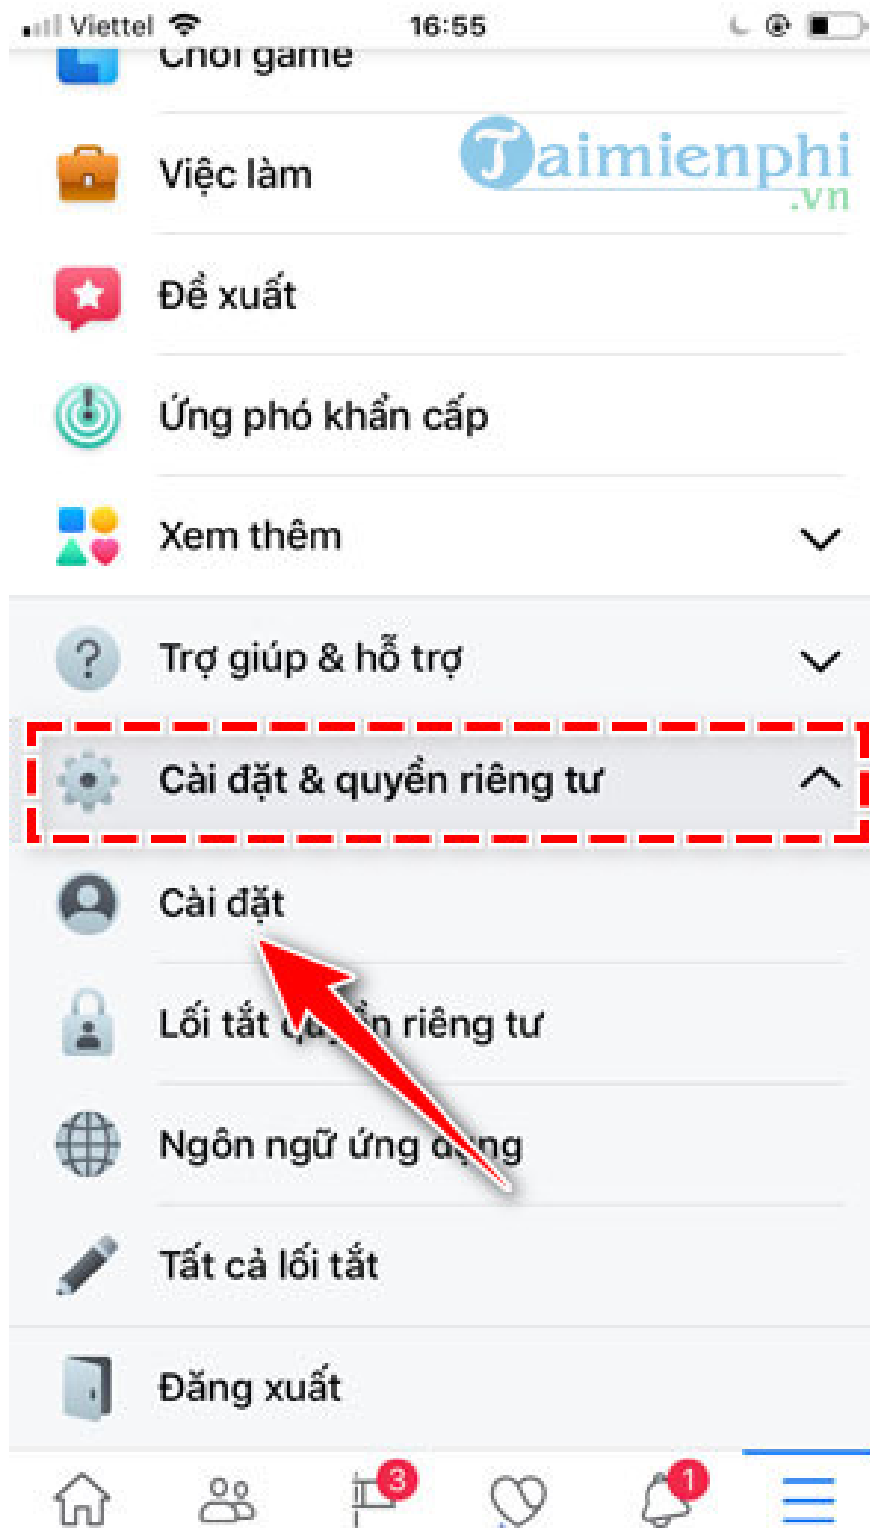 Viettel 16:55
Chơi game
Taimienphi
.vn
Việc làm
Đề xuất
Ứng phó khẩn cấp
Xem thêm
Trợ giúp & hỗ trợ
Cài đặt & quyền riêng tư
Cài đặt
Lối tắt quyền riêng tư
Ngôn ngữ ứng dụng
Tất cả lối tắt
Đăng xuất
3 1